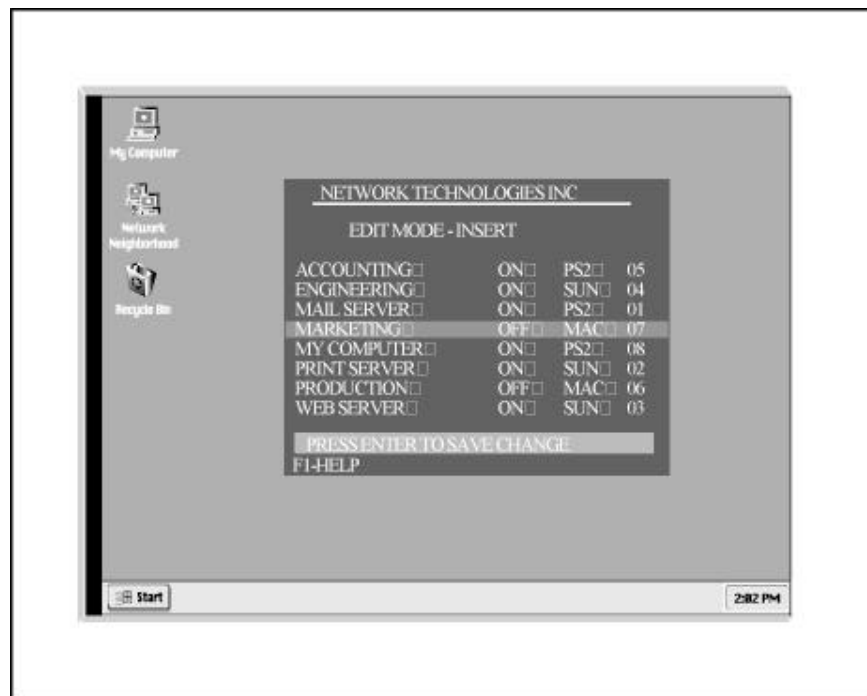 My Computer
Network
Neighborhood
Recycle Bin
NETWORK TECHNOLOGIES INC
EDIT MODE - INSERT
ACCOUNTING□ ON□ PS2□ 05
ENGINEERING□ ON□ SUN□ 04
MAIL SERVER□ ON□ PS2□ 01
MARKETING□ OFF□ MAC□ 07
MY COMPUTER□ ON□ PS2□ 08
PRINT SERVER□ ON□ SUN□ 02
PRODUCTION□ OFF□ MAC□ 06
WEB SERVER□ ON□ SUN□ 03
PRESS ENTER TO SAVE CHANGE
F1-HELP
Start
2:02 PM